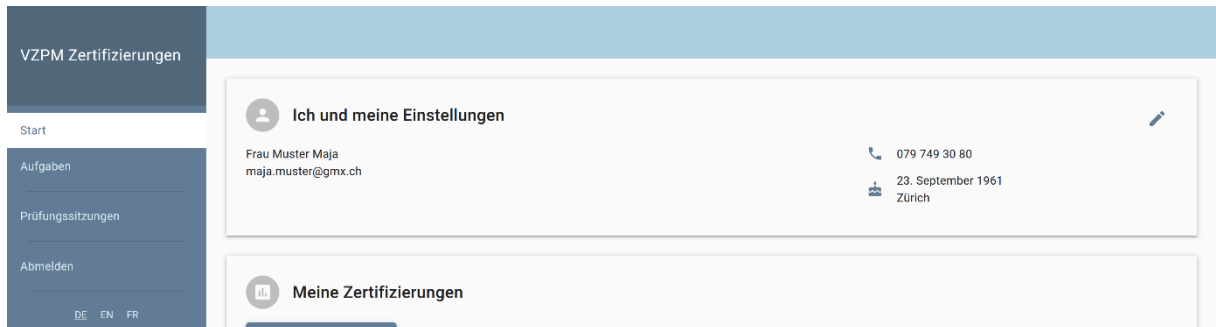 VZPM Zertifizierungen
Start
Aufgaben
Prüfungssitzungen
Abmelden
DE EN FR
Ich und meine Einstellungen
Frau Muster Maja
maja.muster@gmx.ch
079 749 30 80
23. September 1961
Zürich
Meine Zertifizierungen